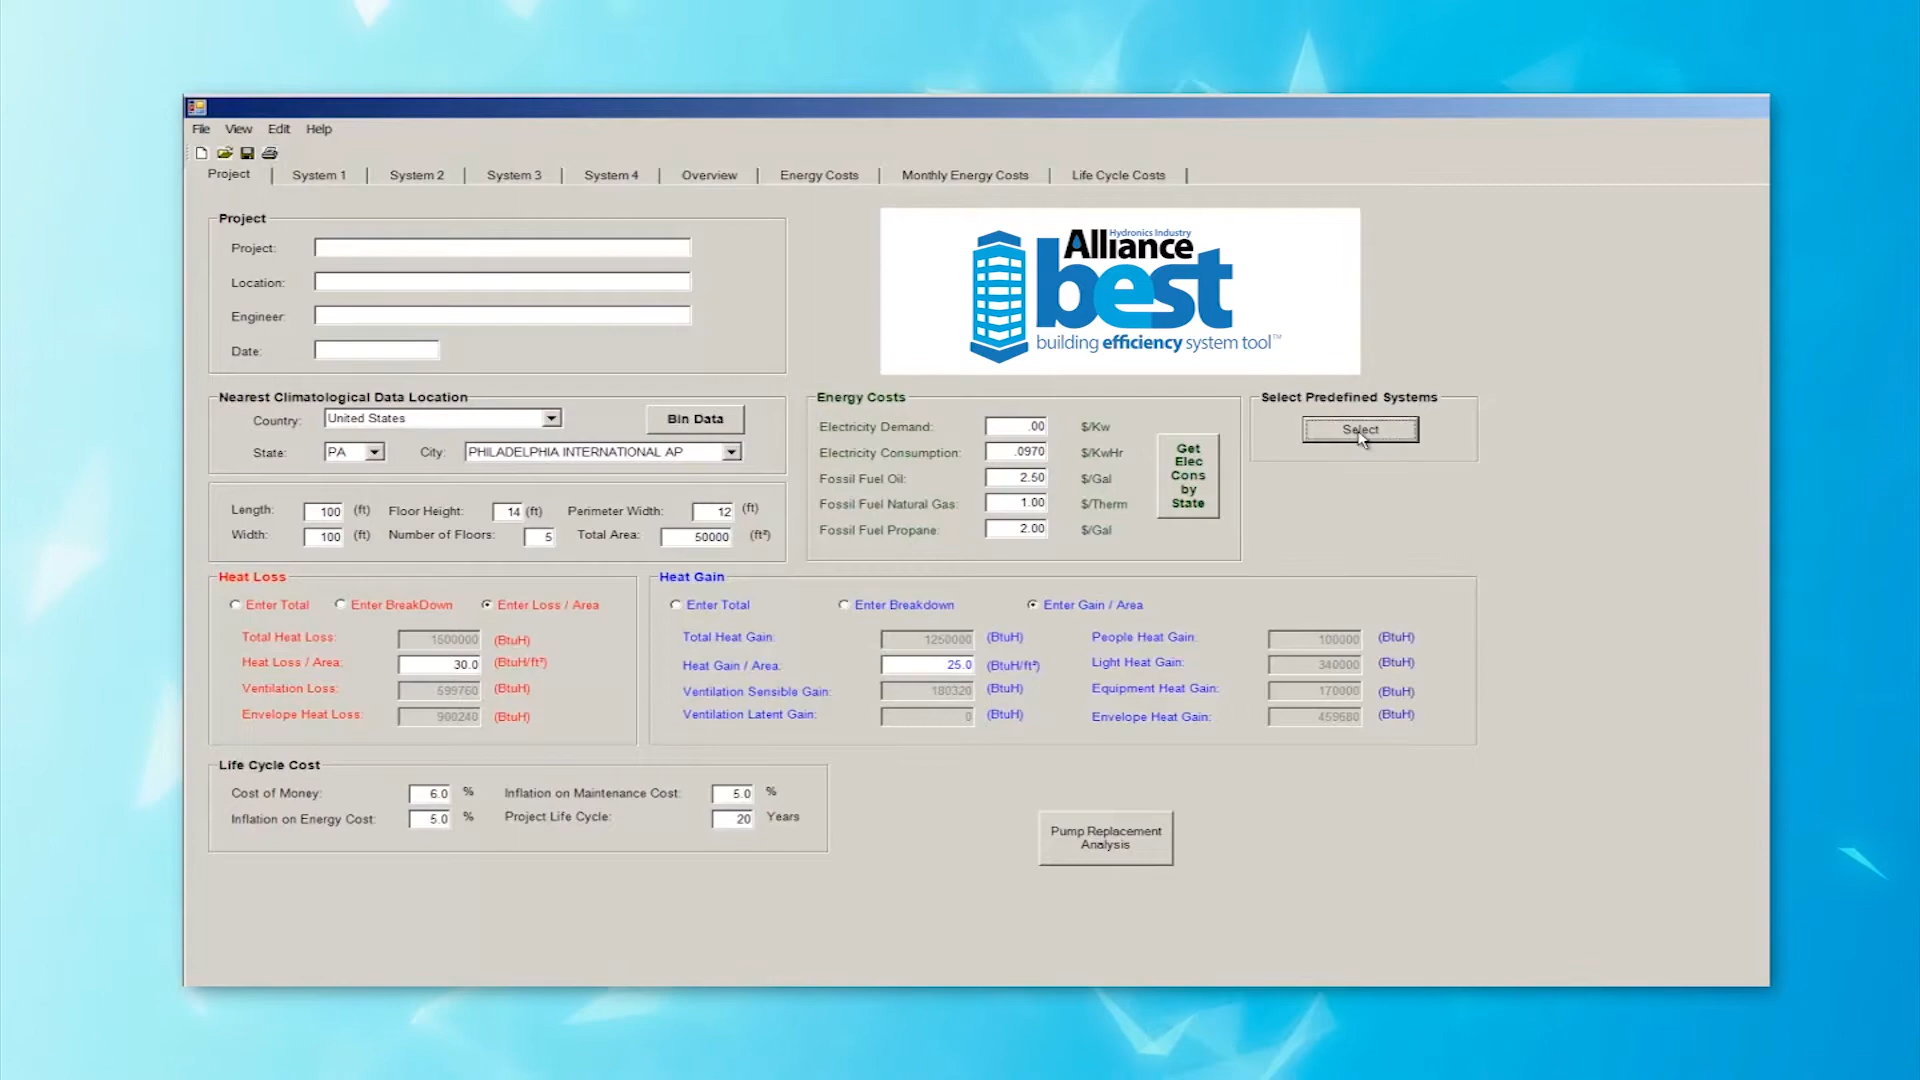 File View Edit Help
Project System 1 System 2 System 3 System 4 Overview Energy Costs Monthly Energy Costs Life Cycle Costs
Project
Project:
Location:
Engineer:
Date:
Hydronics Industry
Alliance
best
building efficiency system tool™
Nearest Climatological Data Location
Country: United States Bin Data
State: PA City: PHILADELPHIA INTERNATIONAL AP
Length: 100 (ft) Floor Height: 14 (ft) Perimeter Width: 12 (ft)
Width: 100 (ft) Number of Floors: 5 Total Area: 50000 (ft²)
Energy Costs
Electricity Demand: .00 $/Kw
Electricity Consumption: .0970 $/KwHr
Fossil Fuel Oil: 2.50 $/Gal
Fossil Fuel Natural Gas: 1.00 $/Therm
Fossil Fuel Propane: 2.00 $/Gal
Get
Elec
Cons
by
State
Select Predefined Systems
Select
Heat Loss
Enter Total Enter BreakDown Enter Loss / Area
Total Heat Loss: 1500000 (BtuH)
Heat Loss / Area: 30.0 (BtuH/ft²)
Ventilation Loss: 599760 (BtuH)
Envelope Heat Loss: 900240 (BtuH)
Heat Gain
Enter Total Enter Breakdown Enter Gain / Area
Total Heat Gain: 1250000 (BtuH) People Heat Gain: 100000 (BtuH)
Heat Gain / Area: 25.0 (BtuH/ft²) Light Heat Gain: 340000 (BtuH)
Ventilation Sensible Gain: 180320 (BtuH) Equipment Heat Gain: 170000 (BtuH)
Ventilation Latent Gain: 0 (BtuH) Envelope Heat Gain: 459680 (BtuH)
Life Cycle Cost
Cost of Money: 6.0 % Inflation on Maintenance Cost: 5.0 %
Inflation on Energy Cost: 5.0 % Project Life Cycle: 20 Years
Pump Replacement
Analysis